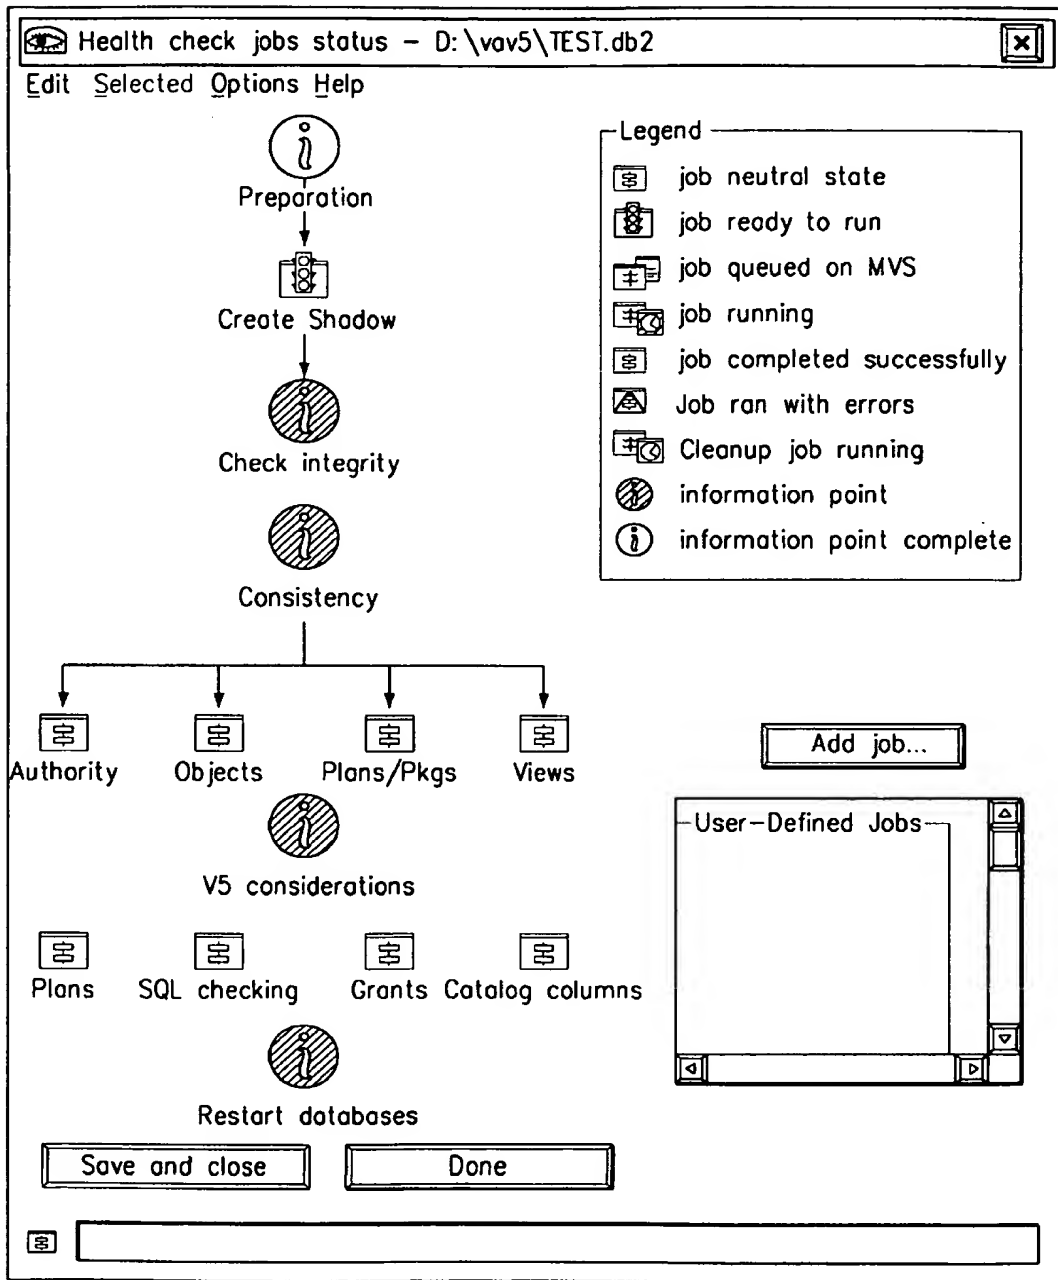 Health check jobs status - D:\vav5\TEST.db2
Edit Selected Options Help
Preparation
Create Shadow
Check integrity
Consistency
Authority Objects Plans/Pkgs Views
V5 considerations
Plans SQL checking Grants Catalog columns
Restart databases
Save and close Done
Legend
job neutral state
job ready to run
job queued on MVS
job running
job completed successfully
Job ran with errors
Cleanup job running
information point
information point complete
Add job...
User-Defined Jobs